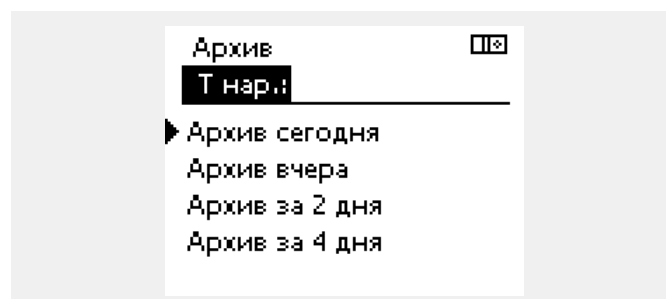 Архив
Т нар.:
Архив сегодня
Архив вчера
Архив за 2 дня
Архив за 4 дня